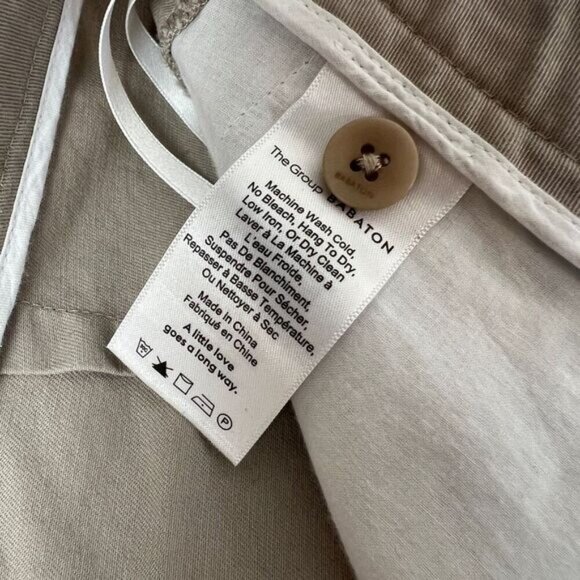 The Group BABATON
Machine Wash Cold,
No Bleach, Hang To Dry,
Low Iron, Or Dry Clean
Laver à La Machine à
L'eau Froide,
Pas De Blanchiment,
Suspendre Pour Sécher,
Repasser à Basse Température,
Ou Nettoyer à Sec
Made in China
Fabriqué en Chine
A little love
goes a long way.
P
BABATON